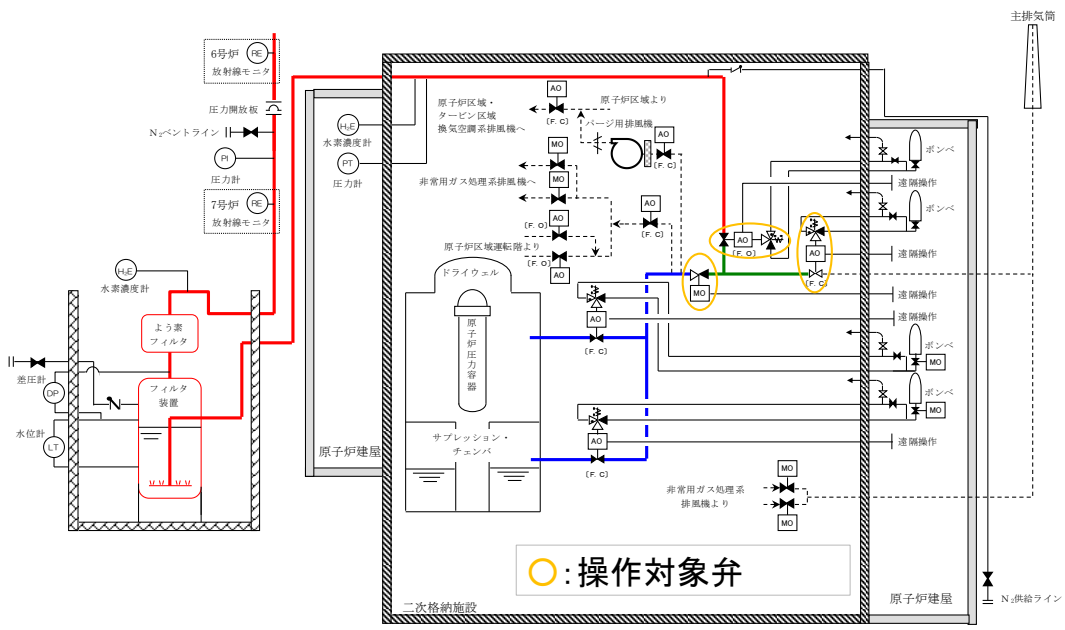 主排気筒
6号炉
RE
放射線モニタ
圧力開放板
N₂ベントライン
PI
圧力計
7号炉
RE
放射線モニタ
H₂E
水素濃度計
よう素
フィルタ
フィルタ
装置
差圧計
DP
水位計
LT
H₂E
水素濃度計
PT
圧力計
原子炉建屋
原子炉区域・
タービン区域
換気空調系排風機へ
AO
(F. C)
原子炉区域より
パージ用排風機
AO
(F. C)
MO
非常用ガス処理系排風機へ
MO
AO
(F. O)
AO
(F. C)
原子炉区域運転階より
(F. O)
AO
ドライウェル
原子炉圧力容器
サプレッション・
チェンバ
AO
(F. O)
AO
(F. C)
MO
AO
(F. C)
AO
(F. C)
ボンベ
遠隔操作
ボンベ
遠隔操作
遠隔操作
遠隔操作
ボンベ
MO
ボンベ
MO
遠隔操作
MO
非常用ガス処理系
排風機より
MO
:操作対象弁
二次格納施設
原子炉建屋
N₂供給ライン